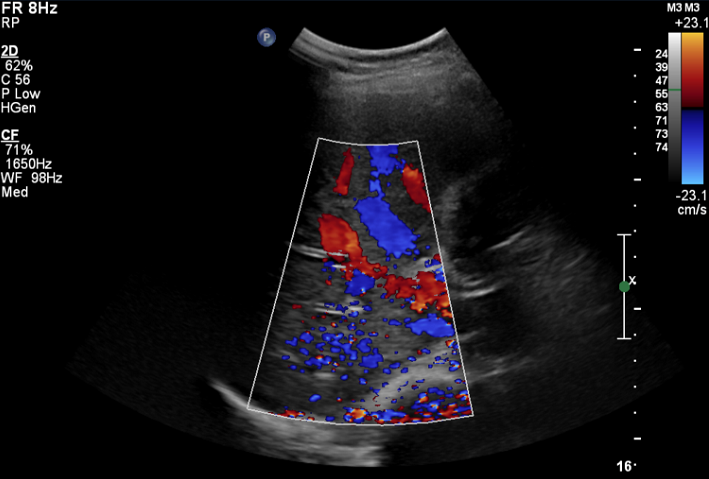 FR 8Hz
RP
2D
62%
C 56
P Low
HGen
CF
71%
1650Hz
WF 98Hz
Med
P
M3 M3
+23.1
24
39
47
55
63
71
73
74
-23.1
cm/s
x
16